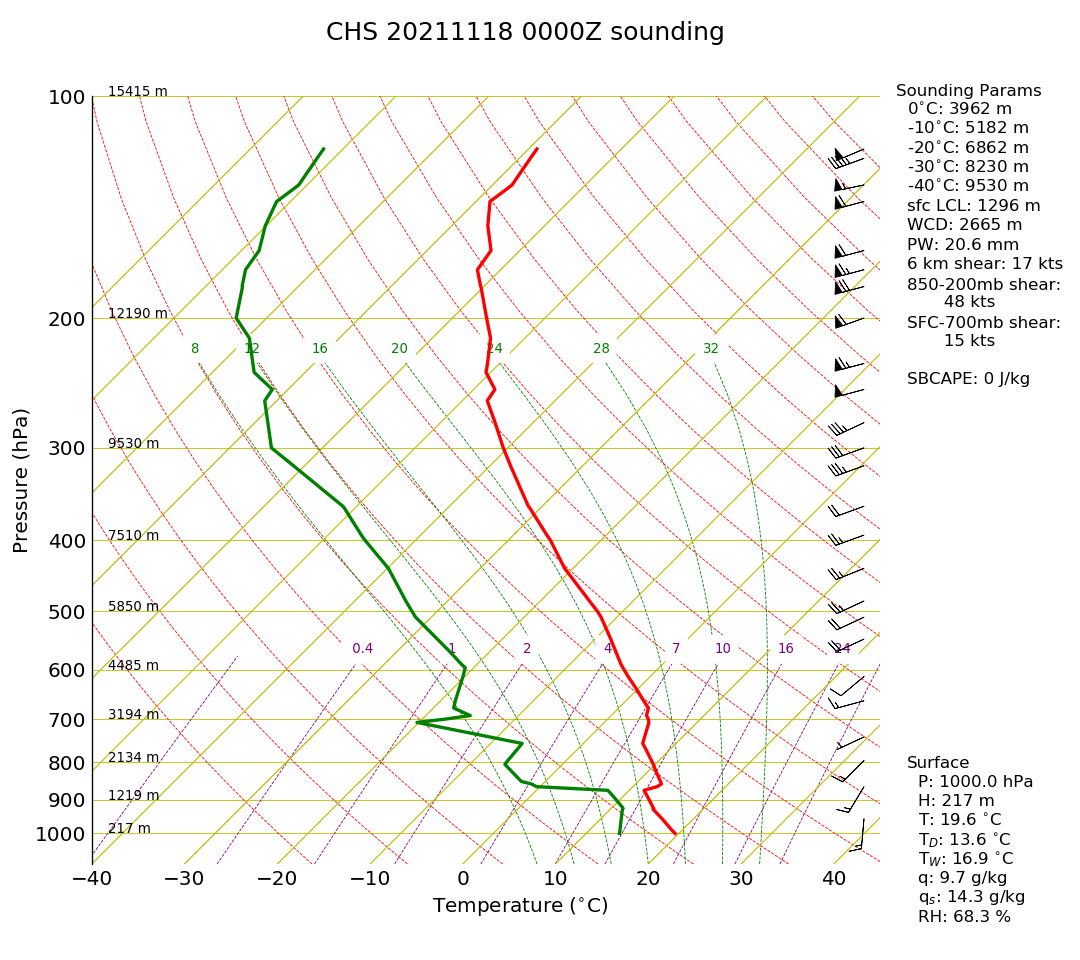 CHS 20211118 0000Z sounding
100
200
300
400
500
600
700
800
900
1000
Pressure (hPa)
15415 m
12190 m
9530 m
7510 m
5850 m
4485 m
3194 m
2134 m
1219 m
217 m
8 12 16 20 24 28 32
0.4 1 2 4 7 10 16 24
−40 −30 −20 −10 0 10 20 30 40
Temperature (°C)
Sounding Params
0°C: 3962 m
-10°C: 5182 m
-20°C: 6862 m
-30°C: 8230 m
-40°C: 9530 m
sfc LCL: 1296 m
WCD: 2665 m
PW: 20.6 mm
6 km shear: 17 kts
850-200mb shear:
48 kts
SFC-700mb shear:
15 kts
SBCAPE: 0 J/kg
Surface
P: 1000.0 hPa
H: 217 m
T: 19.6 °C
T_D: 13.6 °C
T_W: 16.9 °C
q: 9.7 g/kg
q_s: 14.3 g/kg
RH: 68.3 %